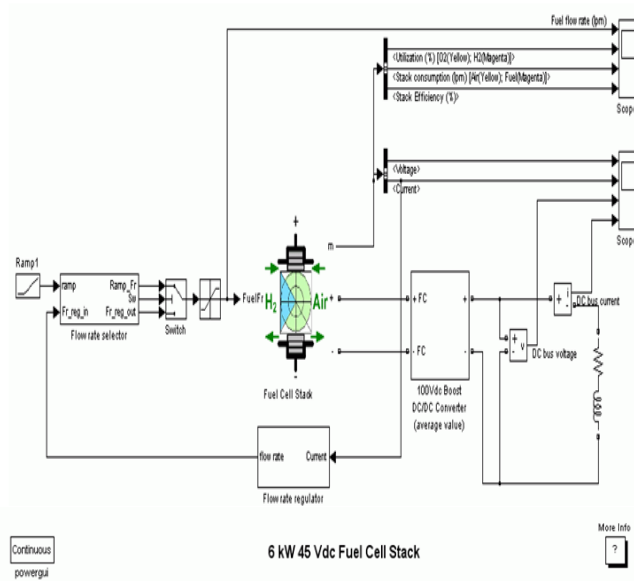 Fuel flow rate (lpm)
<Utilization (%) [O2(Yellow); H2(Magenta)]>
<Stack consumption (lpm) [Air(Yellow); Fuel(Magenta)]>
<Stack Efficiency (%)>
Scope
<Voltage>
<Current>
Scope
m
+
Ramp1
ramp
Ramp_Fr
Sw
Fr_reg_in
Fr_reg_out
Flow rate selector
Switch
FuelFr
H2
Air
+
-
-
Fuel Cell Stack
+ FC
+
- FC
-
100Vdc Boost
DC/DC Converter
(average value)
+
-
i
DC bus current
+
-
v
DC bus voltage
flow rate
Current
Flow rate regulator
Continuous
powergui
6 kW 45 Vdc Fuel Cell Stack
More Info
?